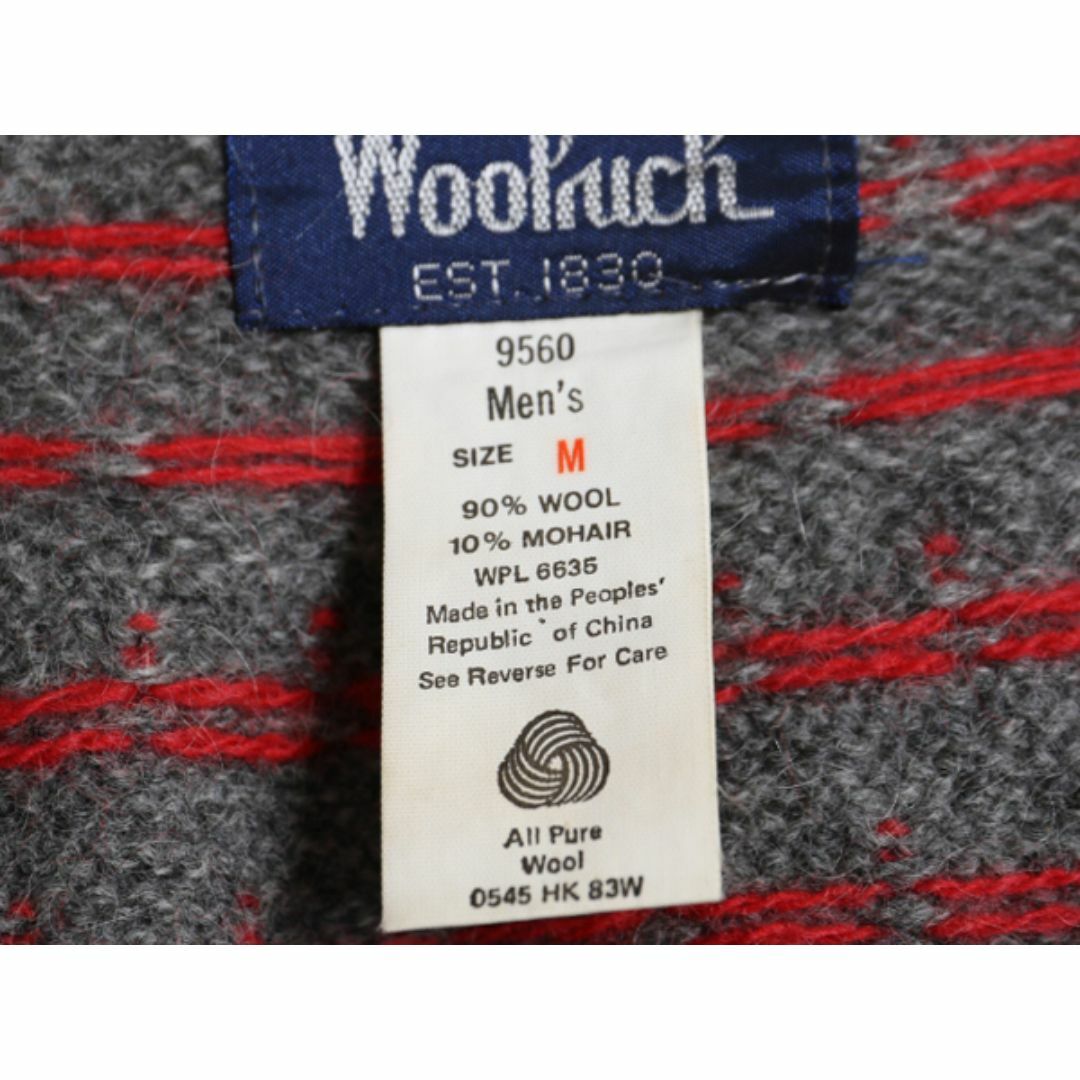 Woolrich
EST. 1830
9560
Men's
SIZE M
90% WOOL
10% MOHAIR
WPL 6635
Made in the Peoples'
Republic of China
See Reverse For Care
All Pure
Wool
0545 HK 83W